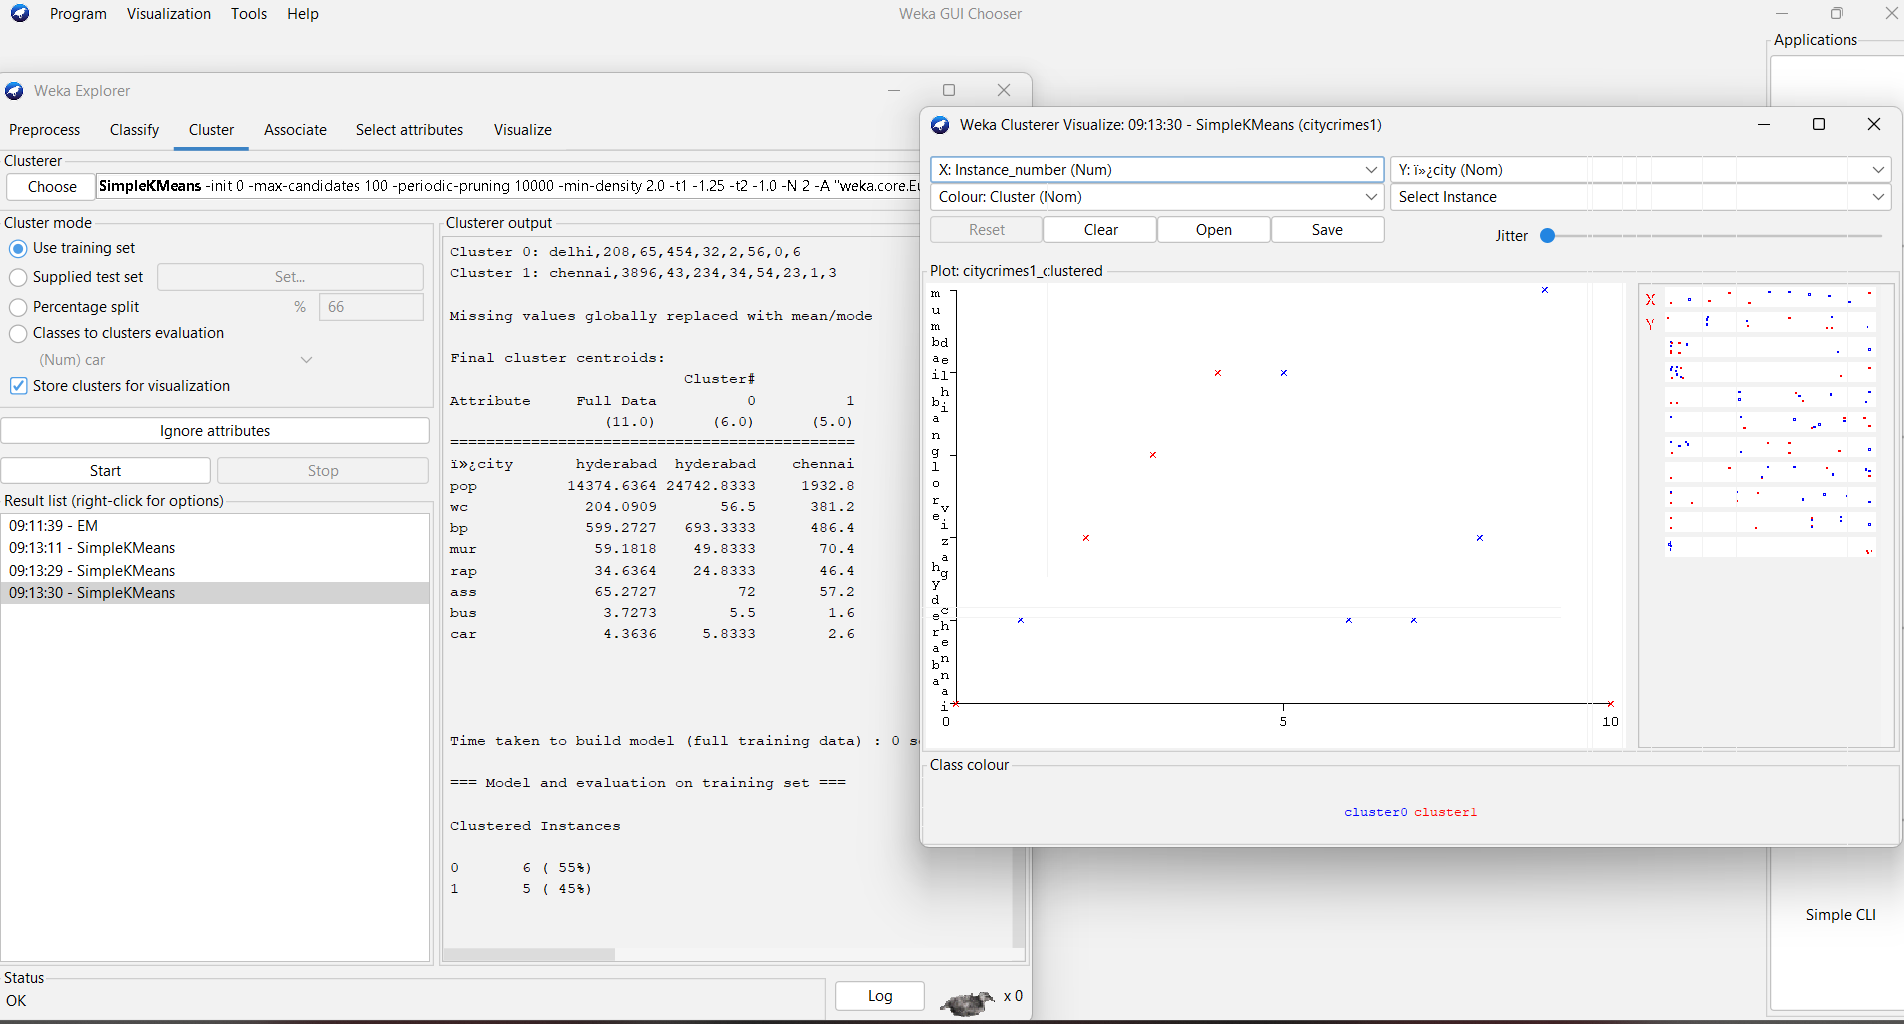 Program Visualization Tools Help
Weka GUI Chooser
Applications
Weka Explorer
Preprocess Classify Cluster Associate Select attributes Visualize
Clusterer
Choose SimpleKMeans -init 0 -max-candidates 100 -periodic-pruning 10000 -min-density 2.0 -t1 -1.25 -t2 -1.0 -N 2 -A "weka.core.Eu
Cluster mode
Use training set
Supplied test set Set...
Percentage split % 66
Classes to clusters evaluation
(Num) car
Store clusters for visualization
Ignore attributes
Start Stop
Result list (right-click for options)
09:11:39 - EM
09:13:11 - SimpleKMeans
09:13:29 - SimpleKMeans
09:13:30 - SimpleKMeans
Clusterer output
Cluster 0: delhi,208,65,454,32,2,56,0,6
Cluster 1: chennai,3896,43,234,34,54,23,1,3
Missing values globally replaced with mean/mode
Final cluster centroids:
Cluster#
Attribute Full Data 0 1
(11.0) (6.0) (5.0)
=============================================
ï»¿city hyderabad hyderabad chennai
pop 14374.6364 24742.8333 1932.8
wc 204.0909 56.5 381.2
bp 599.2727 693.3333 486.4
mur 59.1818 49.8333 70.4
rap 34.6364 24.8333 46.4
ass 65.2727 72 57.2
bus 3.7273 5.5 1.6
car 4.3636 5.8333 2.6
Time taken to build model (full training data) : 0 se
=== Model and evaluation on training set ===
Clustered Instances
0 6 ( 55%)
1 5 ( 45%)
Status
OK
Log x 0
Weka Clusterer Visualize: 09:13:30 - SimpleKMeans (citycrimes1)
X: Instance_number (Num) Y: ï»¿city (Nom)
Colour: Cluster (Nom) Select Instance
Reset Clear Open Save Jitter
Plot: citycrimes1_clustered
mumbai
delhi
banglore
vizag
hyderaba
chennai
0 5 10
X
Y
Class colour
cluster0 cluster1
Simple CLI